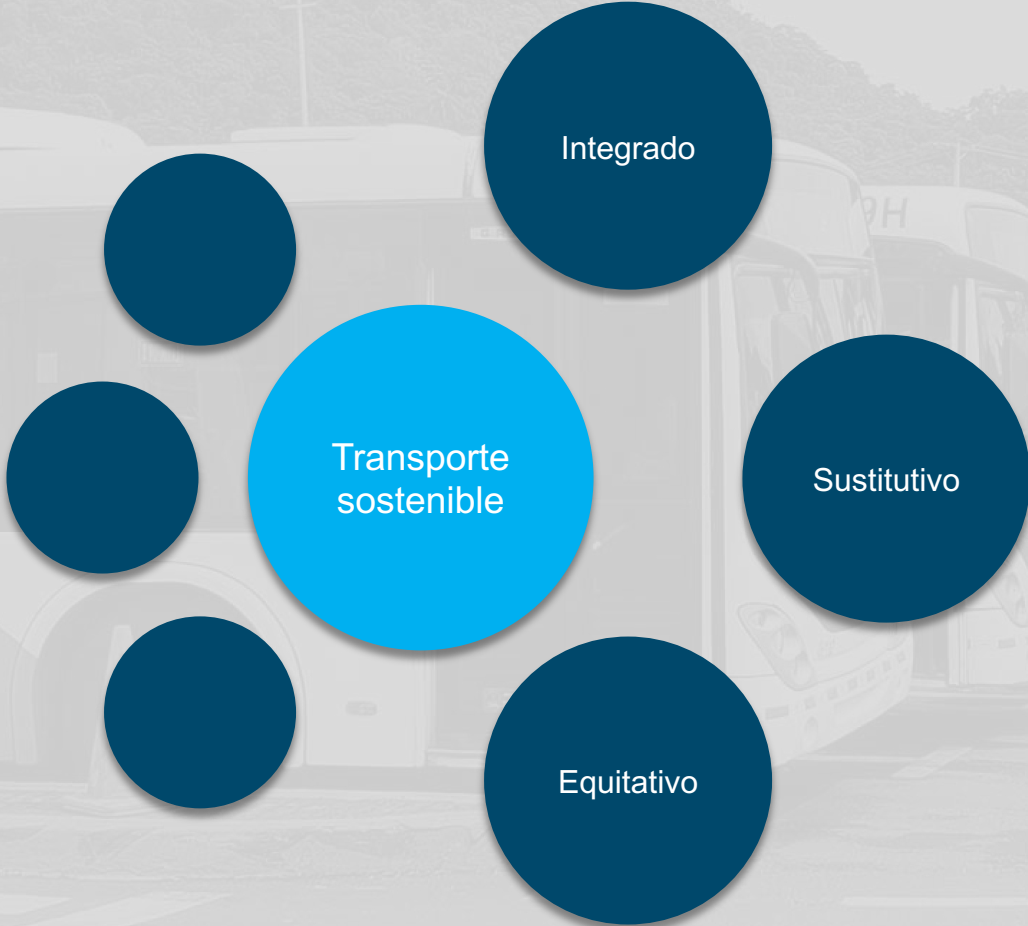 Integrado
Transporte
sostenible
Sustitutivo
Equitativo